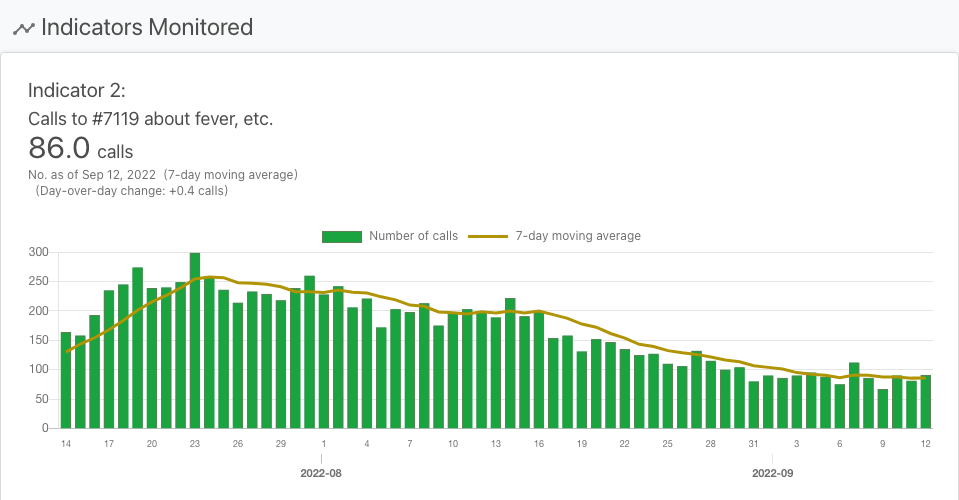 Indicators Monitored
Indicator 2:
Calls to #7119 about fever, etc.
86.0 calls
No. as of Sep 12, 2022 (7-day moving average)
(Day-over-day change: +0.4 calls)
Number of calls 7-day moving average
300
250
200
150
100
50
0
14 17 20 23 26 29 1 4 7 10 13 16 19 22 25 28 31 3 6 9 12
2022-08 2022-09